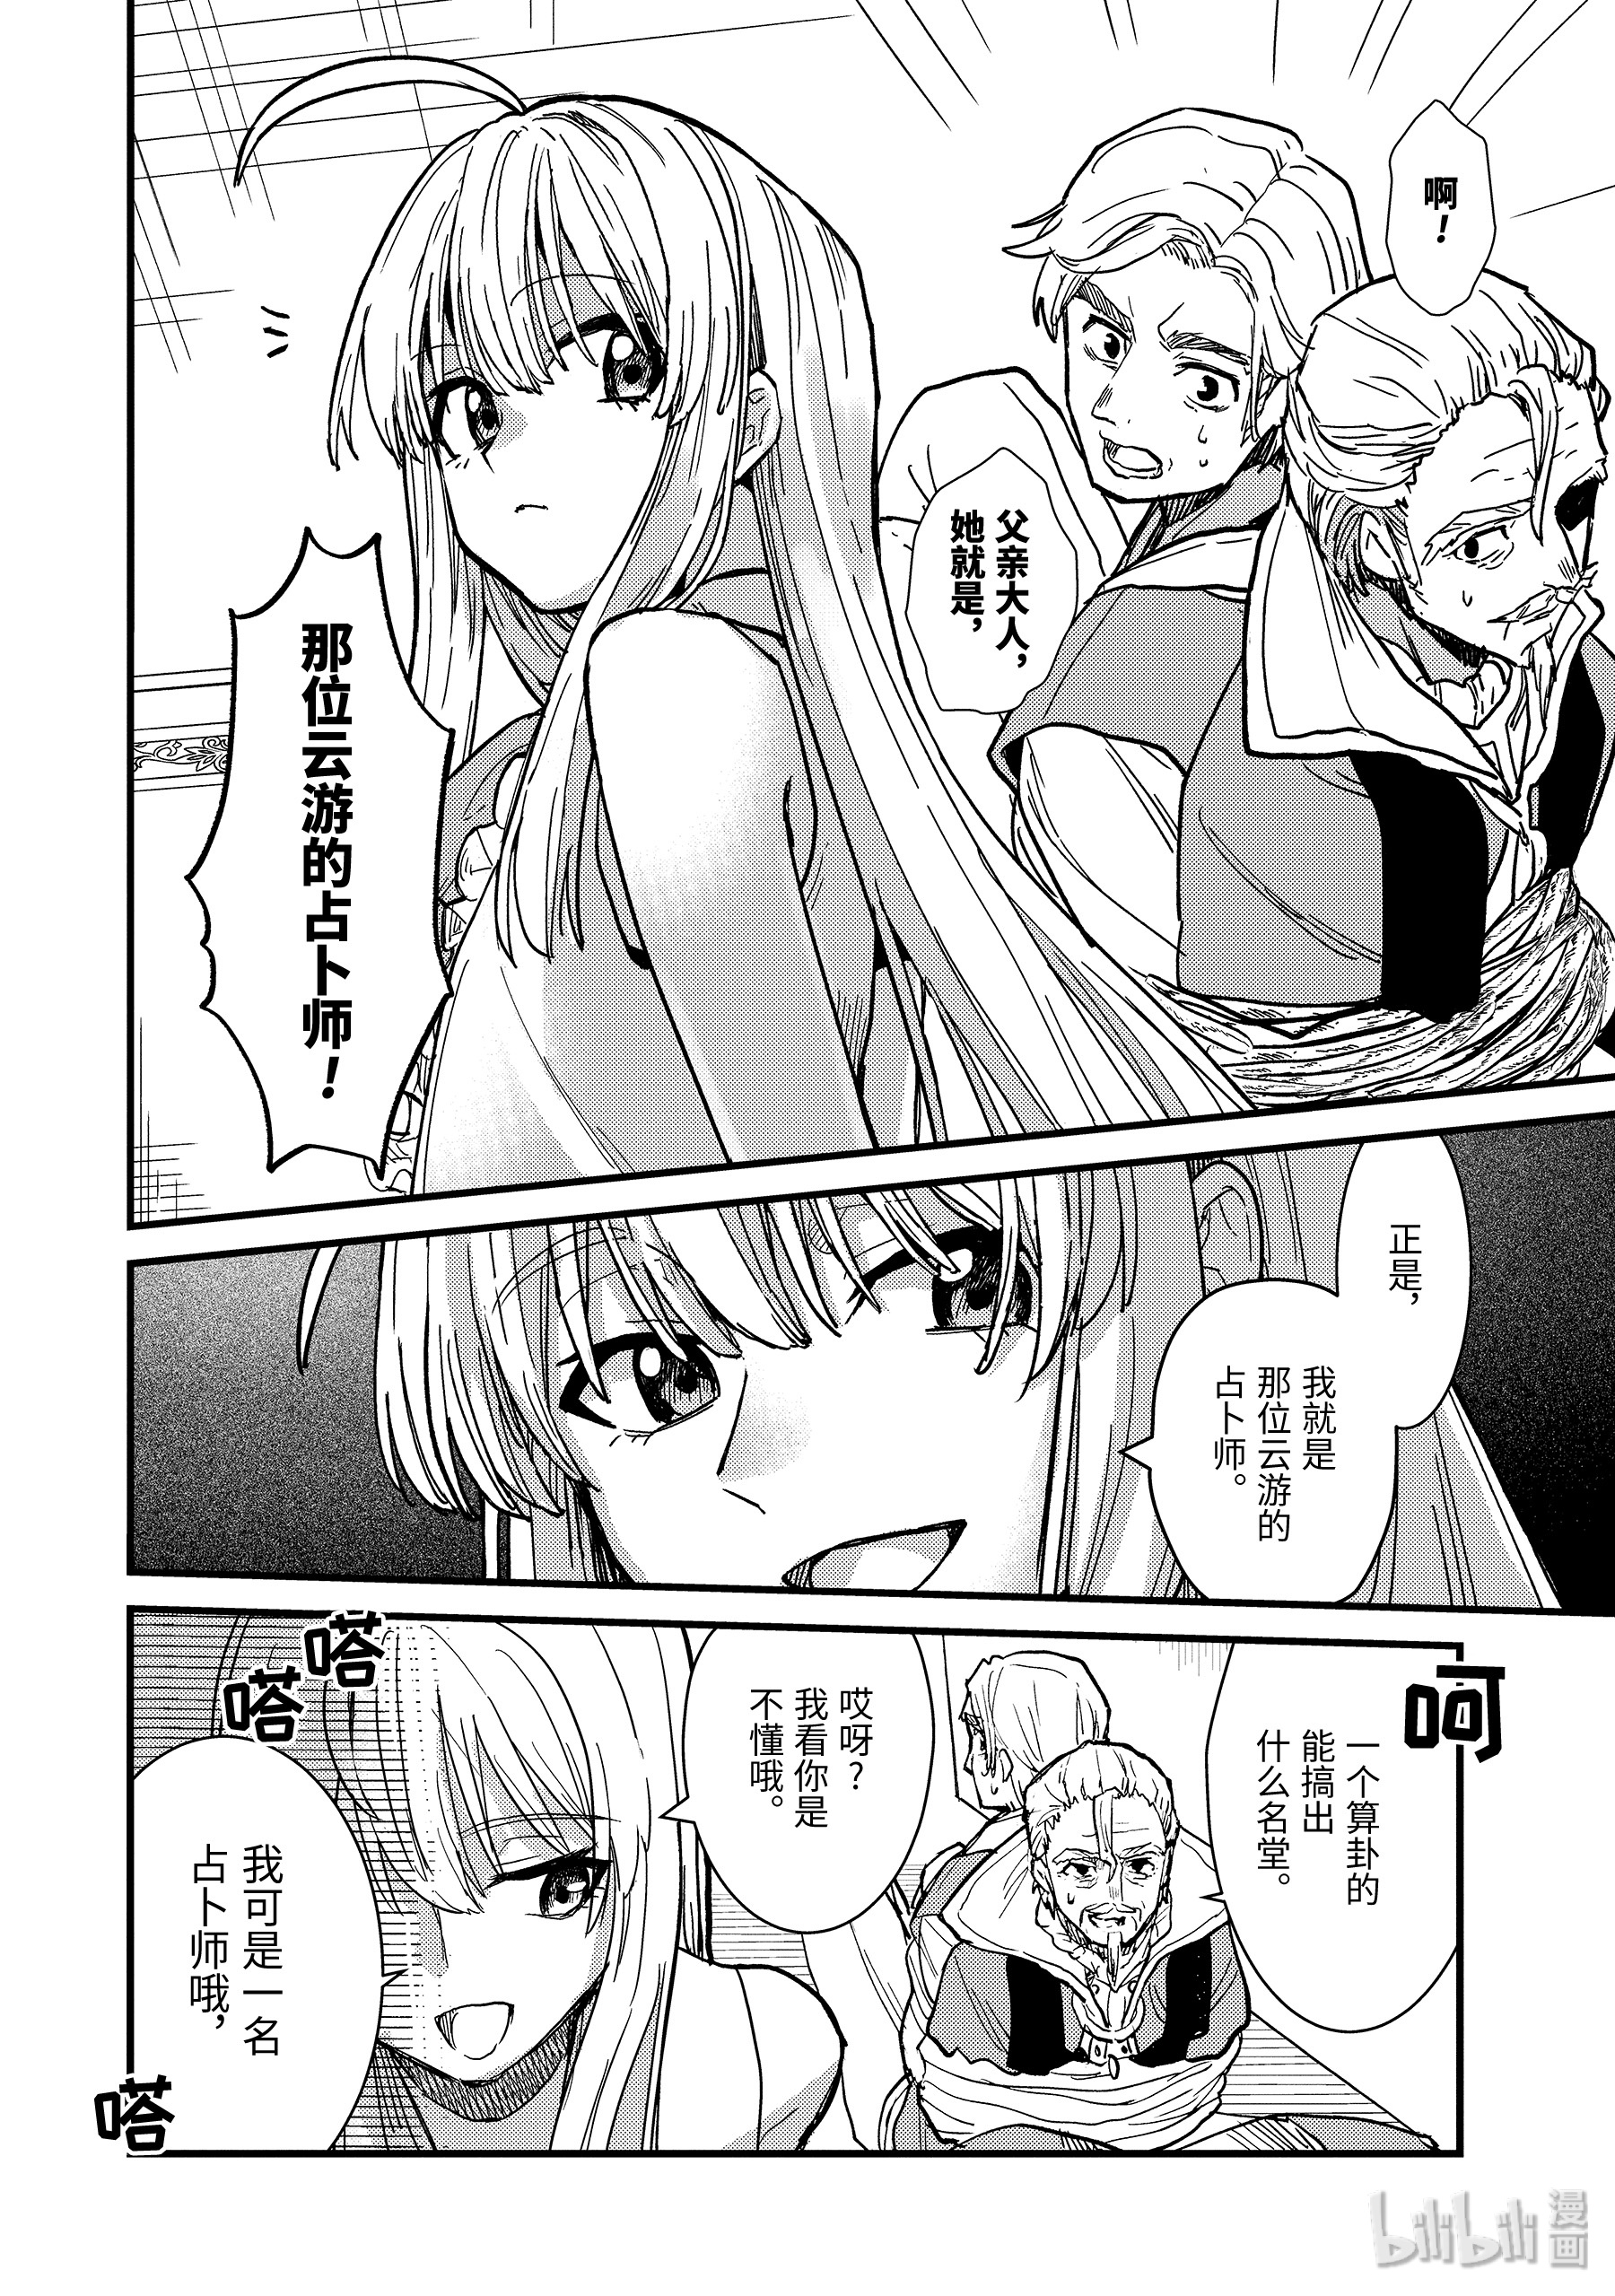 啊！
父亲大人，
她就是，
那位云游的占卜师！
正是，
我就是
那位云游的
占卜师。
呵
一个算卦的
能搞出
什么名堂。
哎呀?
我看你是
不懂哦。
嗒
嗒
我可是一名
占卜师哦，
嗒
bilibili
漫画